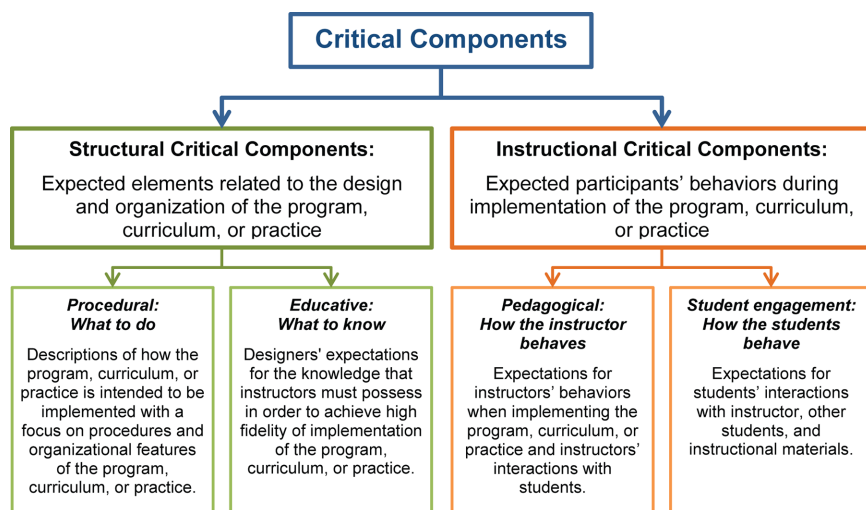 Critical Components
Structural Critical Components:
Expected elements related to the design
and organization of the program,
curriculum, or practice
Instructional Critical Components:
Expected participants’ behaviors during
implementation of the program, curriculum,
or practice
Procedural:
What to do
Descriptions of how the
program, curriculum, or
practice is intended to be
implemented with a
focus on procedures and
organizational features
of the program,
curriculum, or practice.
Educative:
What to know
Designers' expectations
for the knowledge that
instructors must possess
in order to achieve high
fidelity of implementation
of the program,
curriculum, or practice.
Pedagogical:
How the instructor
behaves
Expectations for
instructors’ behaviors
when implementing the
program, curriculum, or
practice and instructors’
interactions with
students.
Student engagement:
How the students
behave
Expectations for
students’ interactions
with instructor, other
students, and
instructional materials.